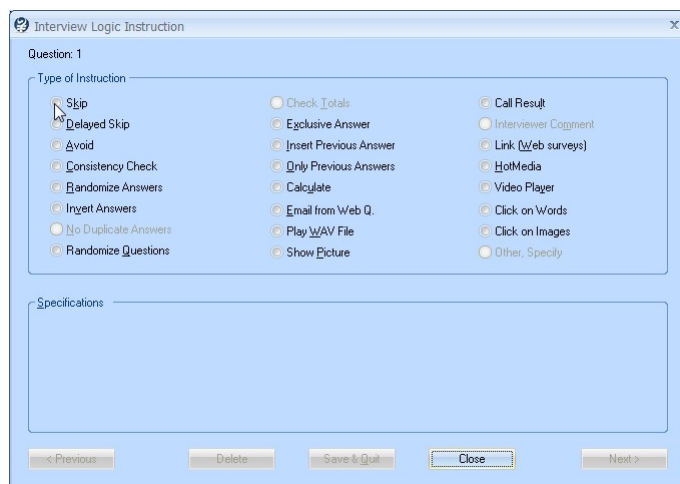 Interview Logic Instruction
x
Question: 1
Type of Instruction
Skip
Delayed Skip
Avoid
Consistency Check
Randomize Answers
Invert Answers
No Duplicate Answers
Randomize Questions
Check Totals
Exclusive Answer
Insert Previous Answer
Only Previous Answers
Calculate
Email from Web Q.
Play WAV File
Show Picture
Call Result
Interviewer Comment
Link (Web surveys)
HotMedia
Video Player
Click on Words
Click on Images
Other, Specify
Specifications
< Previous Delete Save & Quit Close Next >